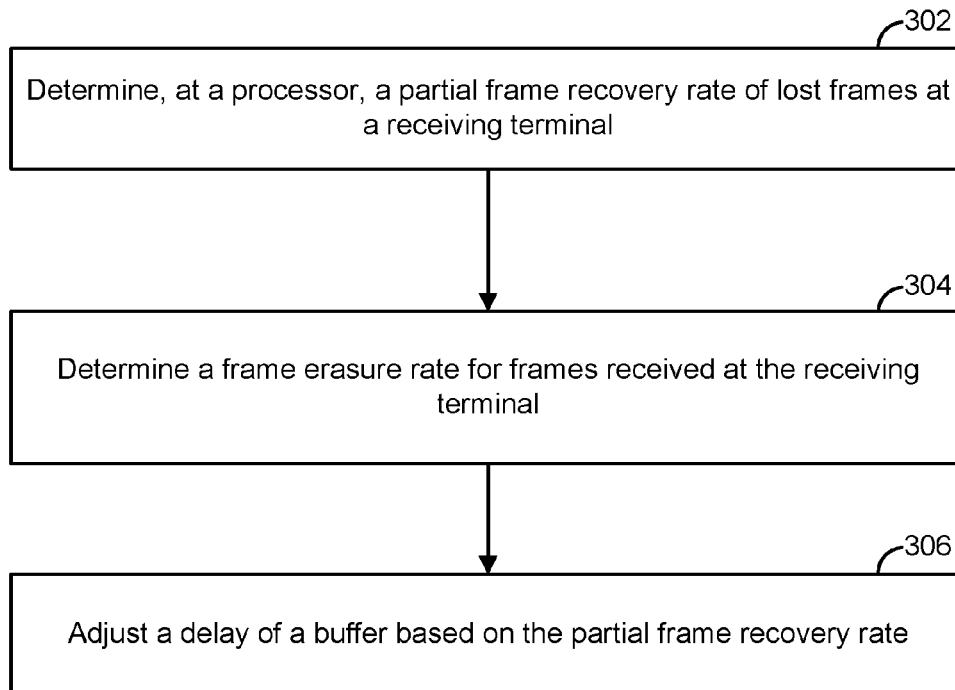 302
Determine, at a processor, a partial frame recovery rate of lost frames at
a receiving terminal
304
Determine a frame erasure rate for frames received at the receiving
terminal
306
Adjust a delay of a buffer based on the partial frame recovery rate